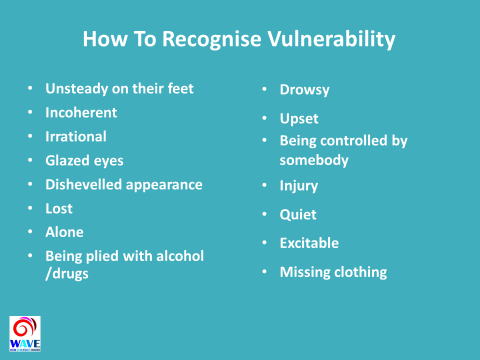 How To Recognise Vulnerability
• Unsteady on their feet
• Incoherent
• Irrational
• Glazed eyes
• Dishevelled appearance
• Lost
• Alone
• Being plied with alcohol
/drugs
• Drowsy
• Upset
• Being controlled by
somebody
• Injury
• Quiet
• Excitable
• Missing clothing
WAVE